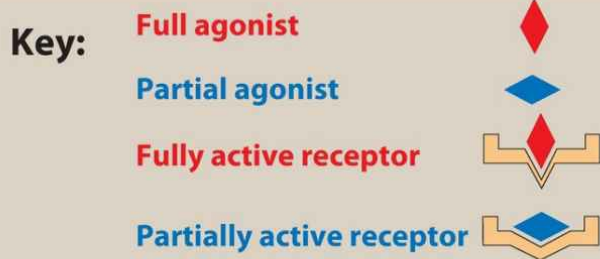 Key:
Full agonist
Partial agonist
Fully active receptor
Partially active receptor